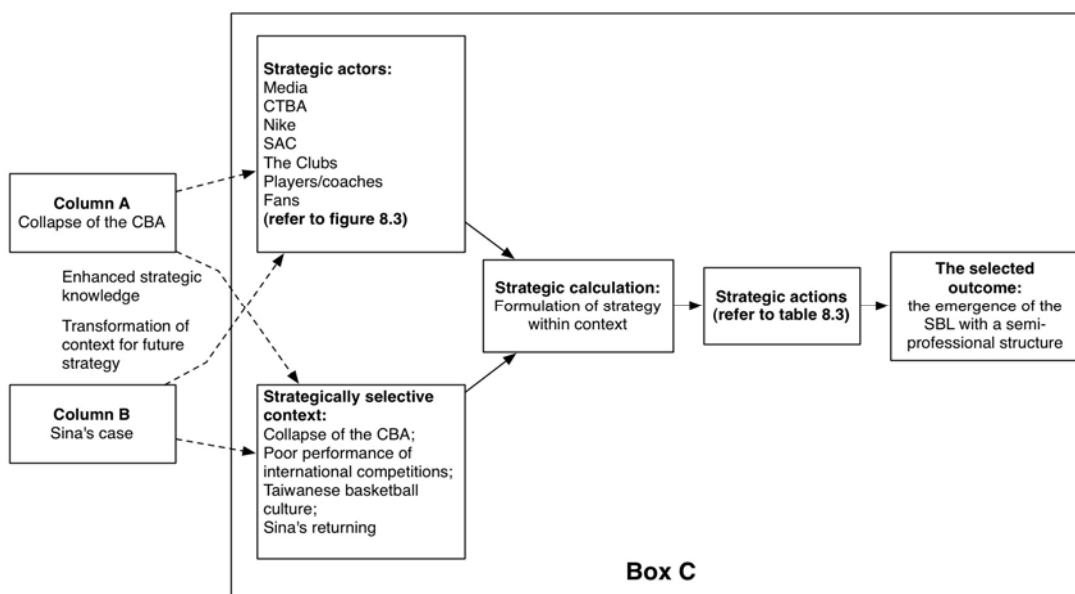 Column A
Collapse of the CBA
Enhanced strategic
knowledge
Transformation of
context for future
strategy
Column B
Sina's case
Strategic actors:
Media
CTBA
Nike
SAC
The Clubs
Players/coaches
Fans
(refer to figure 8.3)
Strategically selective
context:
Collapse of the CBA;
Poor performance of
international competitions;
Taiwanese basketball
culture;
Sina's returning
Strategic calculation:
Formulation of strategy
within context
Strategic actions
(refer to table 8.3)
The selected
outcome:
the emergence of the
SBL with a semi-
professional structure
Box C